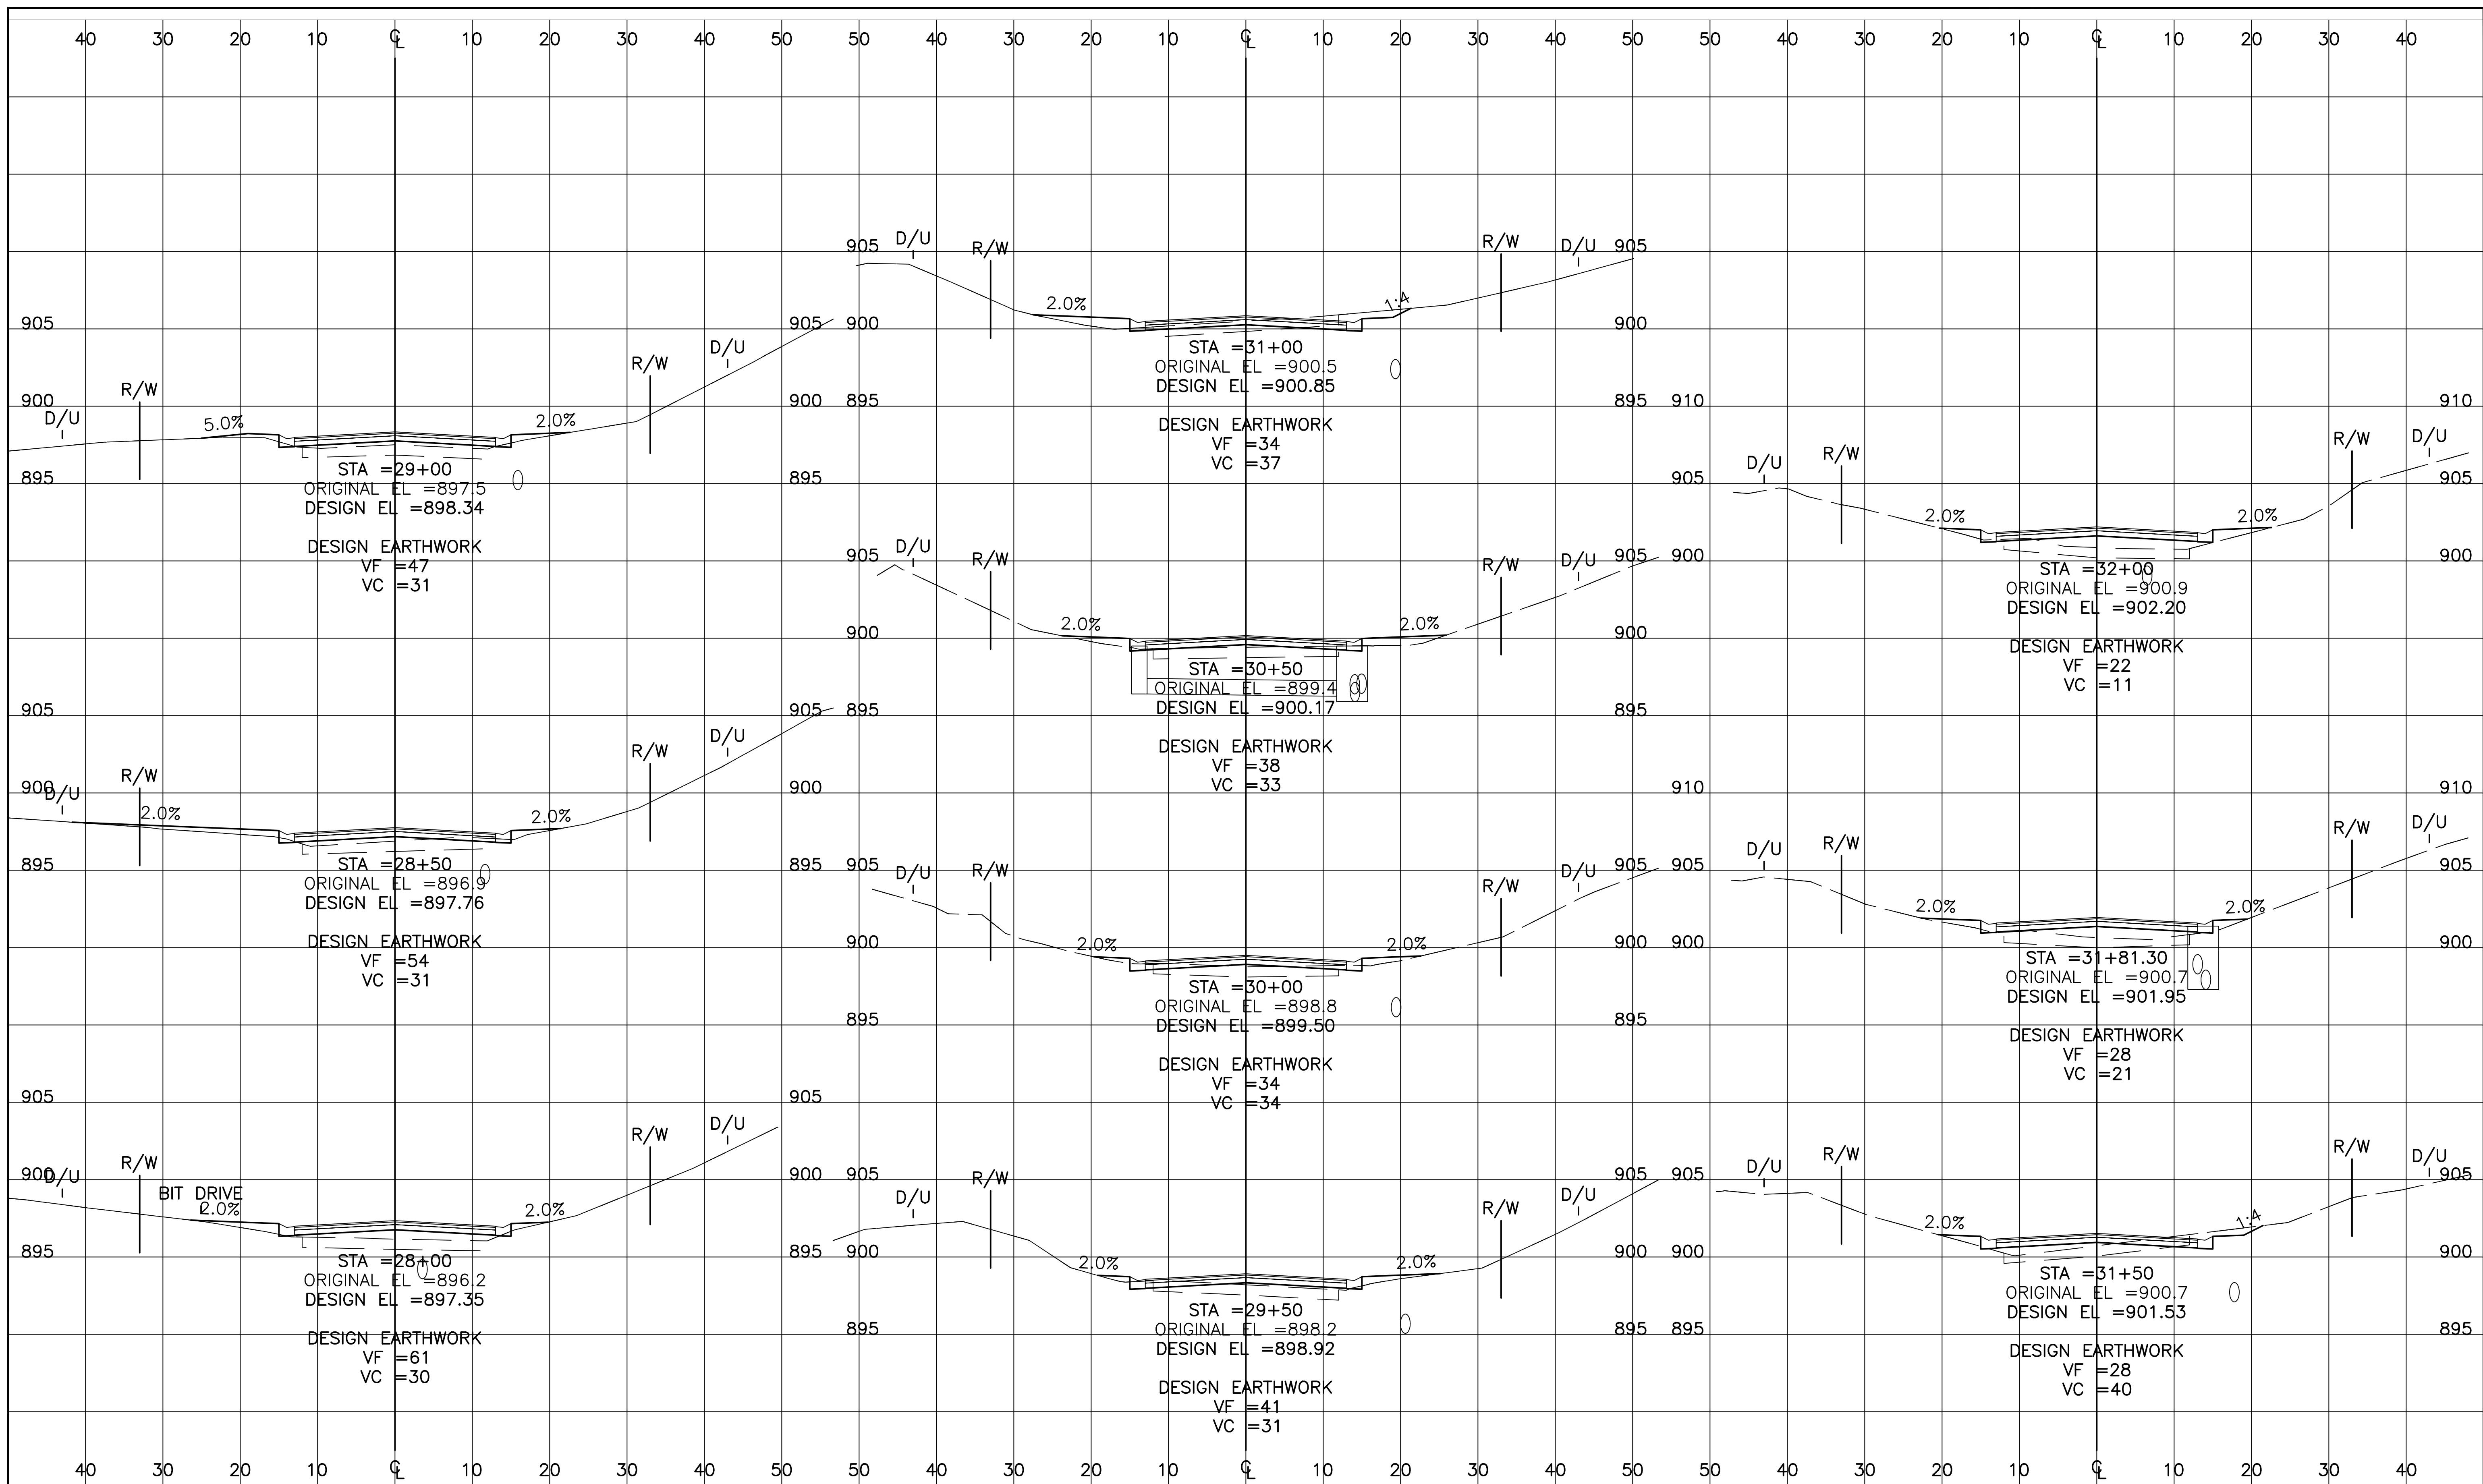 40 30 20 10 ℄ 10 20 30 40 50 50 40 30 20 10 ℄ 10 20 30 40 50 50 40 30 20 10 ℄ 10 20 30 40
905 905
900 900
895 895
D/U R/W R/W D/U
5.0% 2.0%
STA =29+00
ORIGINAL EL =897.5
DESIGN EL =898.34
DESIGN EARTHWORK
VF =47
VC =31
905 905
900 900
895 895
D/U R/W R/W D/U
2.0% 2.0%
STA =28+50
ORIGINAL EL =896.9
DESIGN EL =897.76
DESIGN EARTHWORK
VF =54
VC =31
905 905
900 900
895 895
D/U R/W R/W D/U
BIT DRIVE
2.0% 2.0%
STA =28+00
ORIGINAL EL =896.2
DESIGN EL =897.35
DESIGN EARTHWORK
VF =61
VC =30
905 905
900 900
895 895
D/U R/W R/W D/U
2.0% 1:4
STA =31+00
ORIGINAL EL =900.5
DESIGN EL =900.85
DESIGN EARTHWORK
VF =34
VC =37
905 905
900 900
895 895
D/U R/W R/W D/U
2.0% 2.0%
STA =30+50
ORIGINAL EL =899.4
DESIGN EL =900.17
DESIGN EARTHWORK
VF =38
VC =33
905 905
900 900
895 895
D/U R/W R/W D/U
2.0% 2.0%
STA =30+00
ORIGINAL EL =898.8
DESIGN EL =899.50
DESIGN EARTHWORK
VF =34
VC =34
905 905
900 900
895 895
D/U R/W R/W D/U
2.0% 2.0%
STA =29+50
ORIGINAL EL =898.2
DESIGN EL =898.92
DESIGN EARTHWORK
VF =41
VC =31
910 910
905 905
900 900
D/U R/W R/W D/U
2.0% 2.0%
STA =32+00
ORIGINAL EL =900.9
DESIGN EL =902.20
DESIGN EARTHWORK
VF =22
VC =11
910 910
905 905
900 900
D/U R/W R/W D/U
2.0% 2.0%
STA =31+81.30
ORIGINAL EL =900.7
DESIGN EL =901.95
DESIGN EARTHWORK
VF =28
VC =21
905 905
900 900
895 895
D/U R/W R/W D/U
2.0% 1:4
STA =31+50
ORIGINAL EL =900.7
DESIGN EL =901.53
DESIGN EARTHWORK
VF =28
VC =40
40 30 20 10 ℄ 10 20 30 40 50 50 40 30 20 10 ℄ 10 20 30 40 50 50 40 30 20 10 ℄ 10 20 30 40